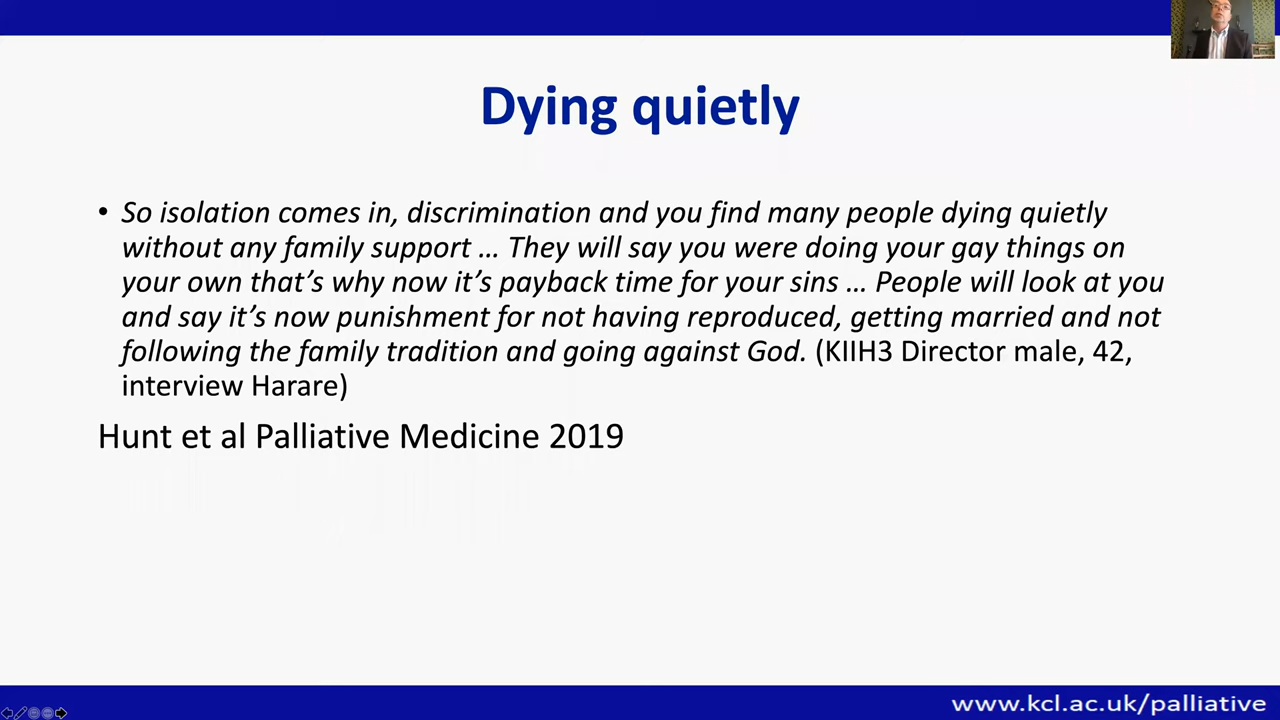 Dying quietly
• So isolation comes in, discrimination and you find many people dying quietly
without any family support … They will say you were doing your gay things on
your own that’s why now it’s payback time for your sins … People will look at you
and say it’s now punishment for not having reproduced, getting married and not
following the family tradition and going against God. (KIIH3 Director male, 42,
interview Harare)
Hunt et al Palliative Medicine 2019
www.kcl.ac.uk/palliative